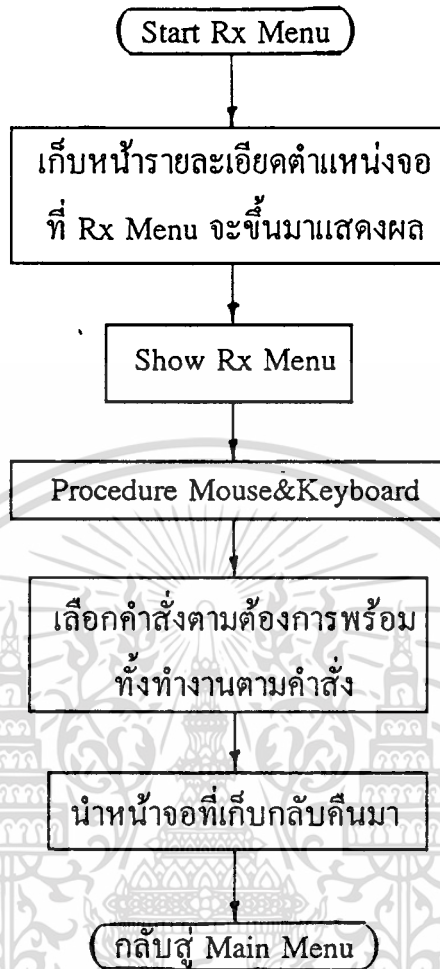 Start Rx Menu
เก็บหน้ารายละเอียดตำแหน่งจอ
ที่ Rx Menu จะขึ้นมาแสดงผล
Show Rx Menu
Procedure Mouse&Keyboard
เลือกคำสั่งตามต้องการพร้อม
ทั้งทำงานตามคำสั่ง
นำหน้าจอที่เก็บกลับคืนมา
กลับสู่ Main Menu